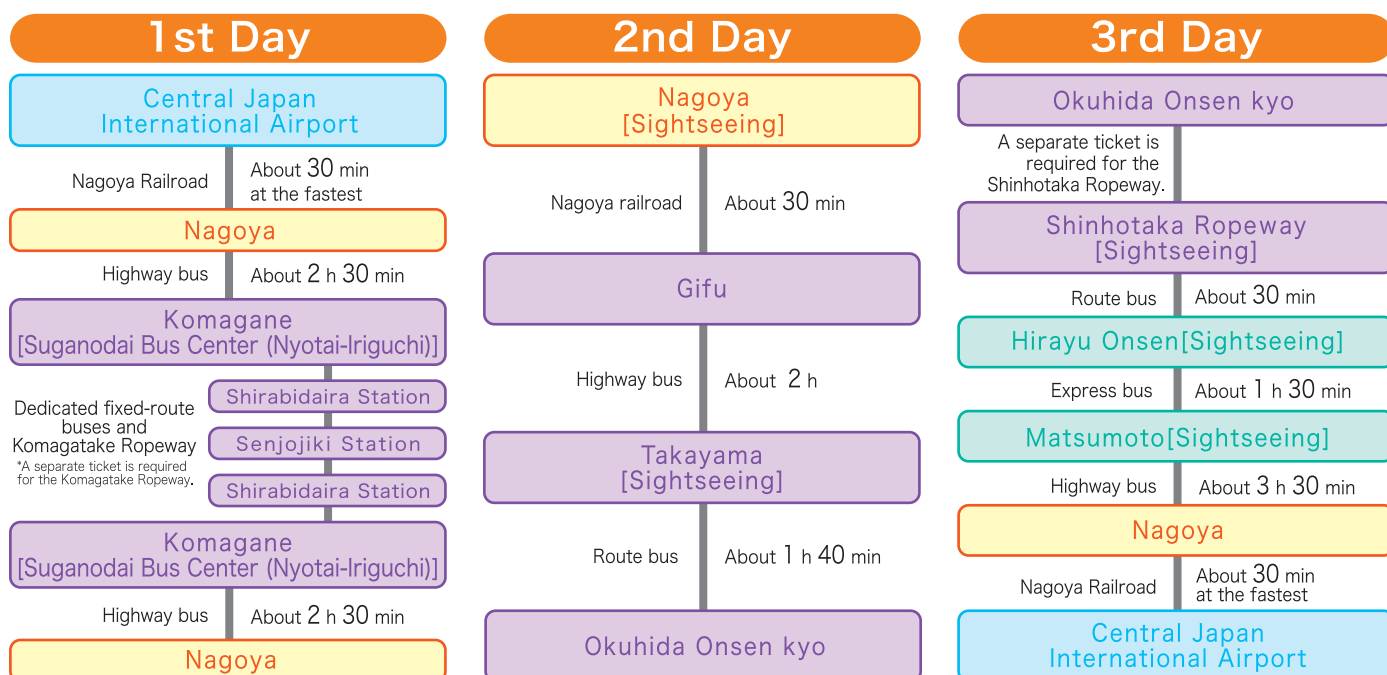 1st Day
Central Japan
International Airport
Nagoya Railroad
About 30 min
at the fastest
Nagoya
Highway bus
About 2 h 30 min
Komagane
[Suganodai Bus Center (Nyotai-Iriguchi)]
Dedicated fixed-route
buses and
Komagatake Ropeway
*A separate ticket is required
for the Komagatake Ropeway.
Shirabidaira Station
Senjojiki Station
Shirabidaira Station
Komagane
[Suganodai Bus Center (Nyotai-Iriguchi)]
Highway bus
About 2 h 30 min
Nagoya
2nd Day
Nagoya
[Sightseeing]
Nagoya railroad
About 30 min
Gifu
Highway bus
About 2 h
Takayama
[Sightseeing]
Route bus
About 1 h 40 min
Okuhida Onsen kyo
3rd Day
Okuhida Onsen kyo
A separate ticket is
required for the
Shinhotaka Ropeway.
Shinhotaka Ropeway
[Sightseeing]
Route bus
About 30 min
Hirayu Onsen[Sightseeing]
Express bus
About 1 h 30 min
Matsumoto[Sightseeing]
Highway bus
About 3 h 30 min
Nagoya
Nagoya Railroad
About 30 min
at the fastest
Central Japan
International Airport